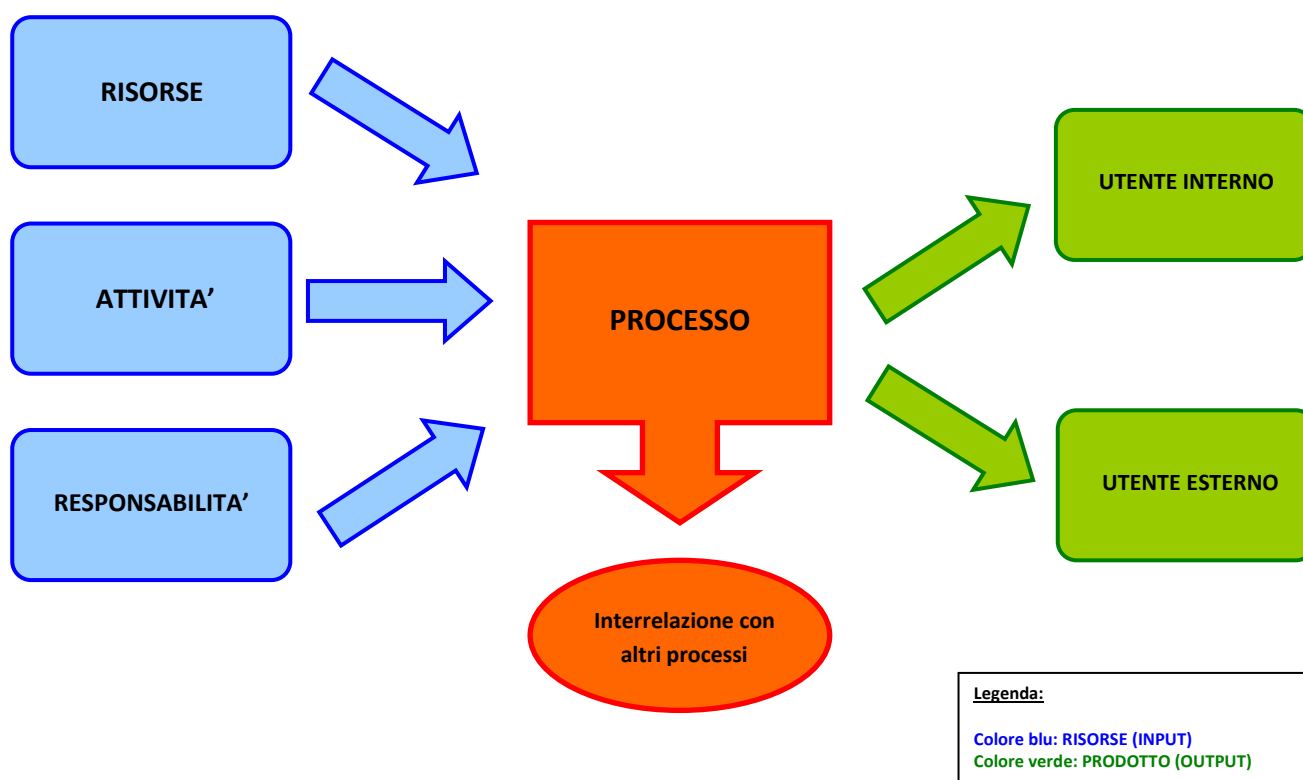 RISORSE
ATTIVITA’
RESPONSABILITA’
PROCESSO
Interrelazione con
altri processi
UTENTE INTERNO
UTENTE ESTERNO
Legenda:
Colore blu: RISORSE (INPUT)
Colore verde: PRODOTTO (OUTPUT)